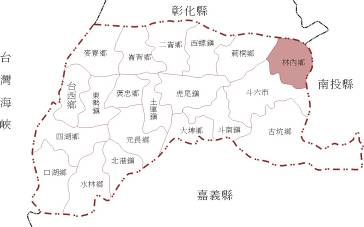 彰化縣
二崙鄉
西螺鎮
麥寮鄉
崙背鄉
莿桐鄉
林內鄉
台灣海峽
南投縣
台西鄉
東勢鄉
褒忠鄉
土庫鎮
虎尾鎮
斗六市
四湖鄉
元長鄉
大埤鄉
斗南鎮
古坑鄉
北港鎮
口湖鄉
水林鄉
嘉義縣